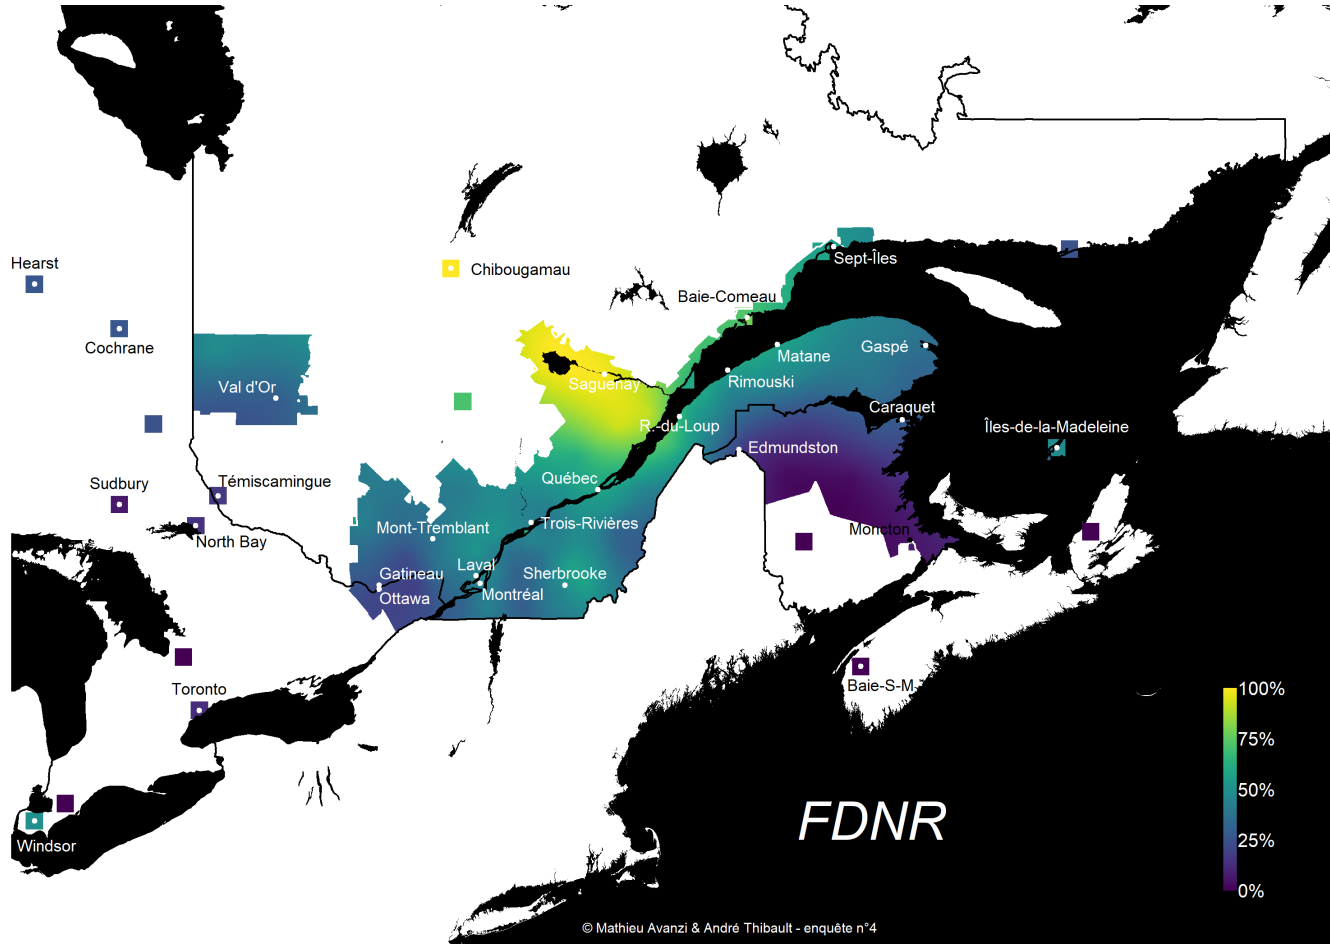 Hearst
Chibougamau
Sept-Îles
Baie-Comeau
Cochrane
Matane
Gaspé
Val d'Or
Saguenay
Rimouski
Caraquet
R.-du-Loup
Îles-de-la-Madeleine
Edmundston
Sudbury
Témiscamingue
Québec
Mont-Tremblant
Trois-Rivières
Moncton
North Bay
Laval
Gatineau
Sherbrooke
Ottawa
Montréal
Toronto
Baie-S-M.
100%
75%
50%
25%
0%
Windsor
FDNR
© Mathieu Avanzi & André Thibault - enquête n°4